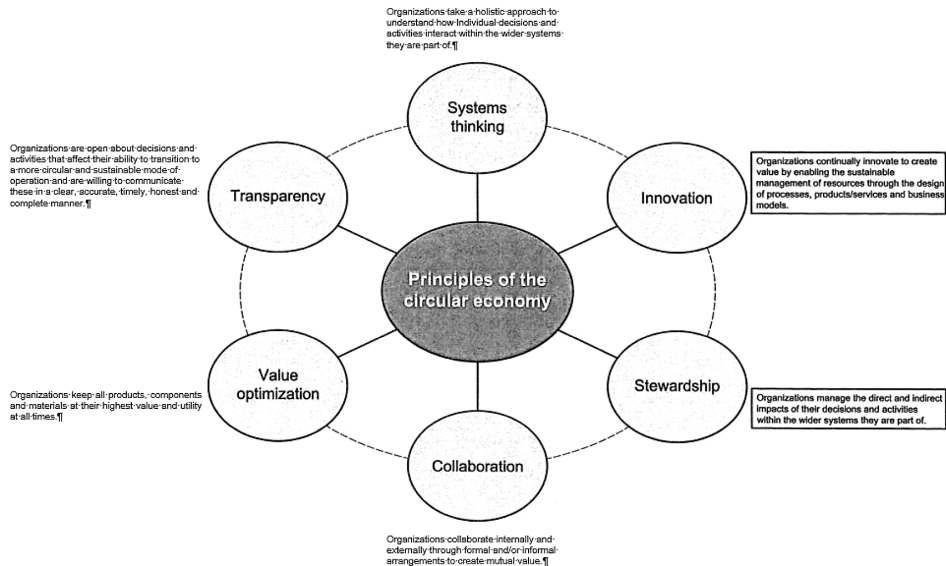 Organizations·take·a·holistic·approach·to·
understand·how·Individual·decisions·and·
activities·interact·within·the·wider·systems·
they·are·part·of.¶
Systems
thinking
Organizations·are·open·about·decisions·and·
activities·that·affect·their·ability·to·transition·to·
a·more·circular·and·sustainable·mode·of·
operation·and·are·willing·to·communicate·
these·in·a·clear,·accurate,·timely,·honest·and·
complete·manner.¶
Transparency
Innovation
Organizations continually innovate to create
value by enabling the sustainable
management of resources through the design
of processes, products/services and business
models.
Principles of the
circular economy
Organizations·keep·all·products,·components·
and·materials·at·their·highest·value·and·utility·
at·all·times.¶
Value
optimization
Stewardship
Organizations manage the direct and indirect
impacts of their decisions and activities
within the wider systems they are part of.
Collaboration
Organizations·collaborate·internally·and·
externally·through·formal·and/or·informal·
arrangements·to·create·mutual·value.¶